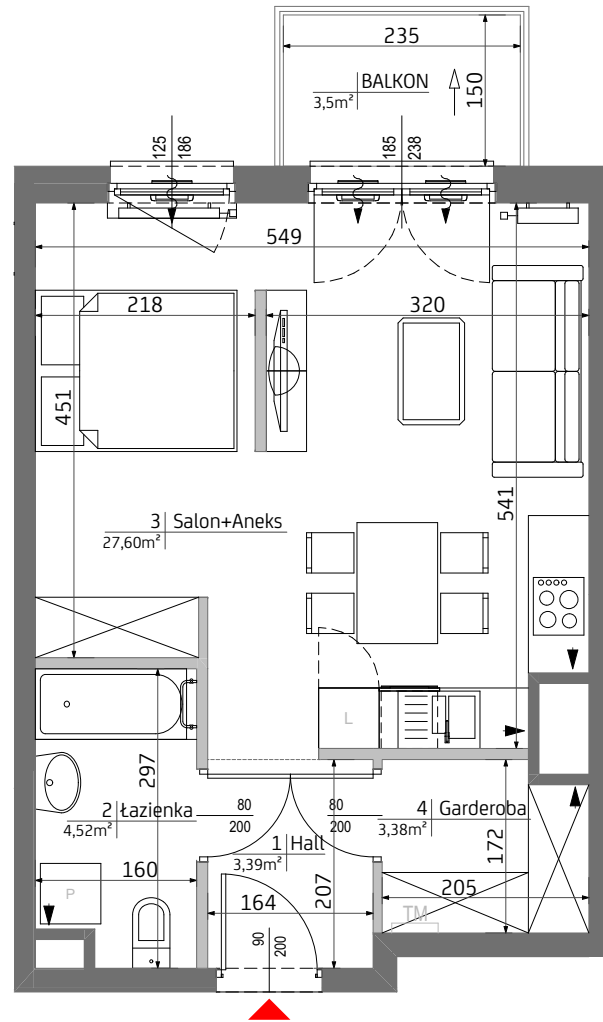 235
BALKON
3,5m²
150
125
186
185
238
549
218
320
451
541
3 Salon+Aneks
27,60m²
L
297
2 Łazienka
4,52m²
80
200
80
200
4 Garderoba
3,38m²
1 Hall
3,39m²
172
160
P
164
207
205
TM
90
200